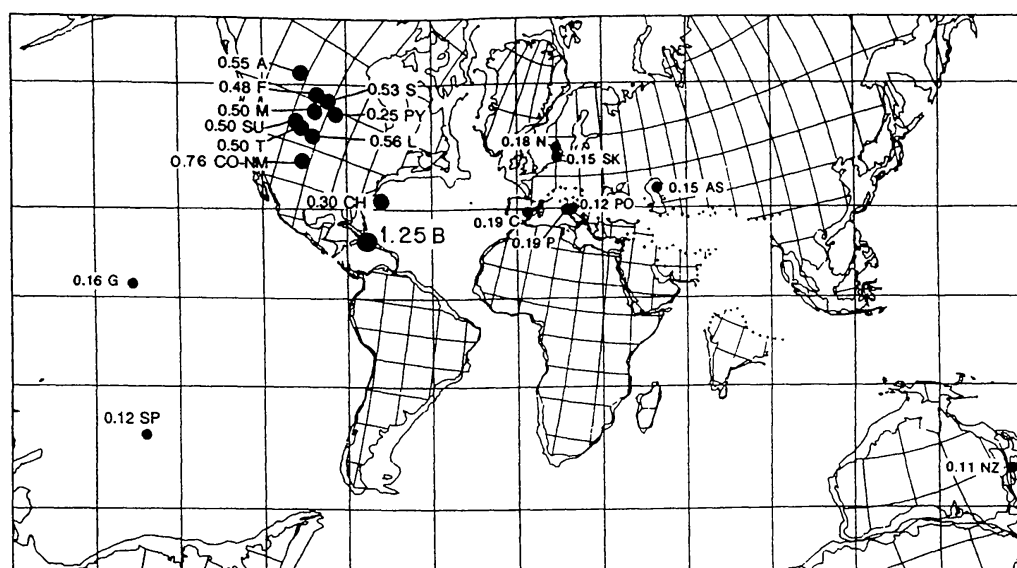 0.55 A
0.48 F
0.53 S
0.50 M
0.25 PY
0.50 SU
0.50 T
0.56 L
0.76 CO-NM
0.18 N
0.15 SK
0.15 AS
0.30 CH
0.12 PO
0.19 C
1.25 B
0.19 P
0.16 G
0.12 SP
0.11 NZ